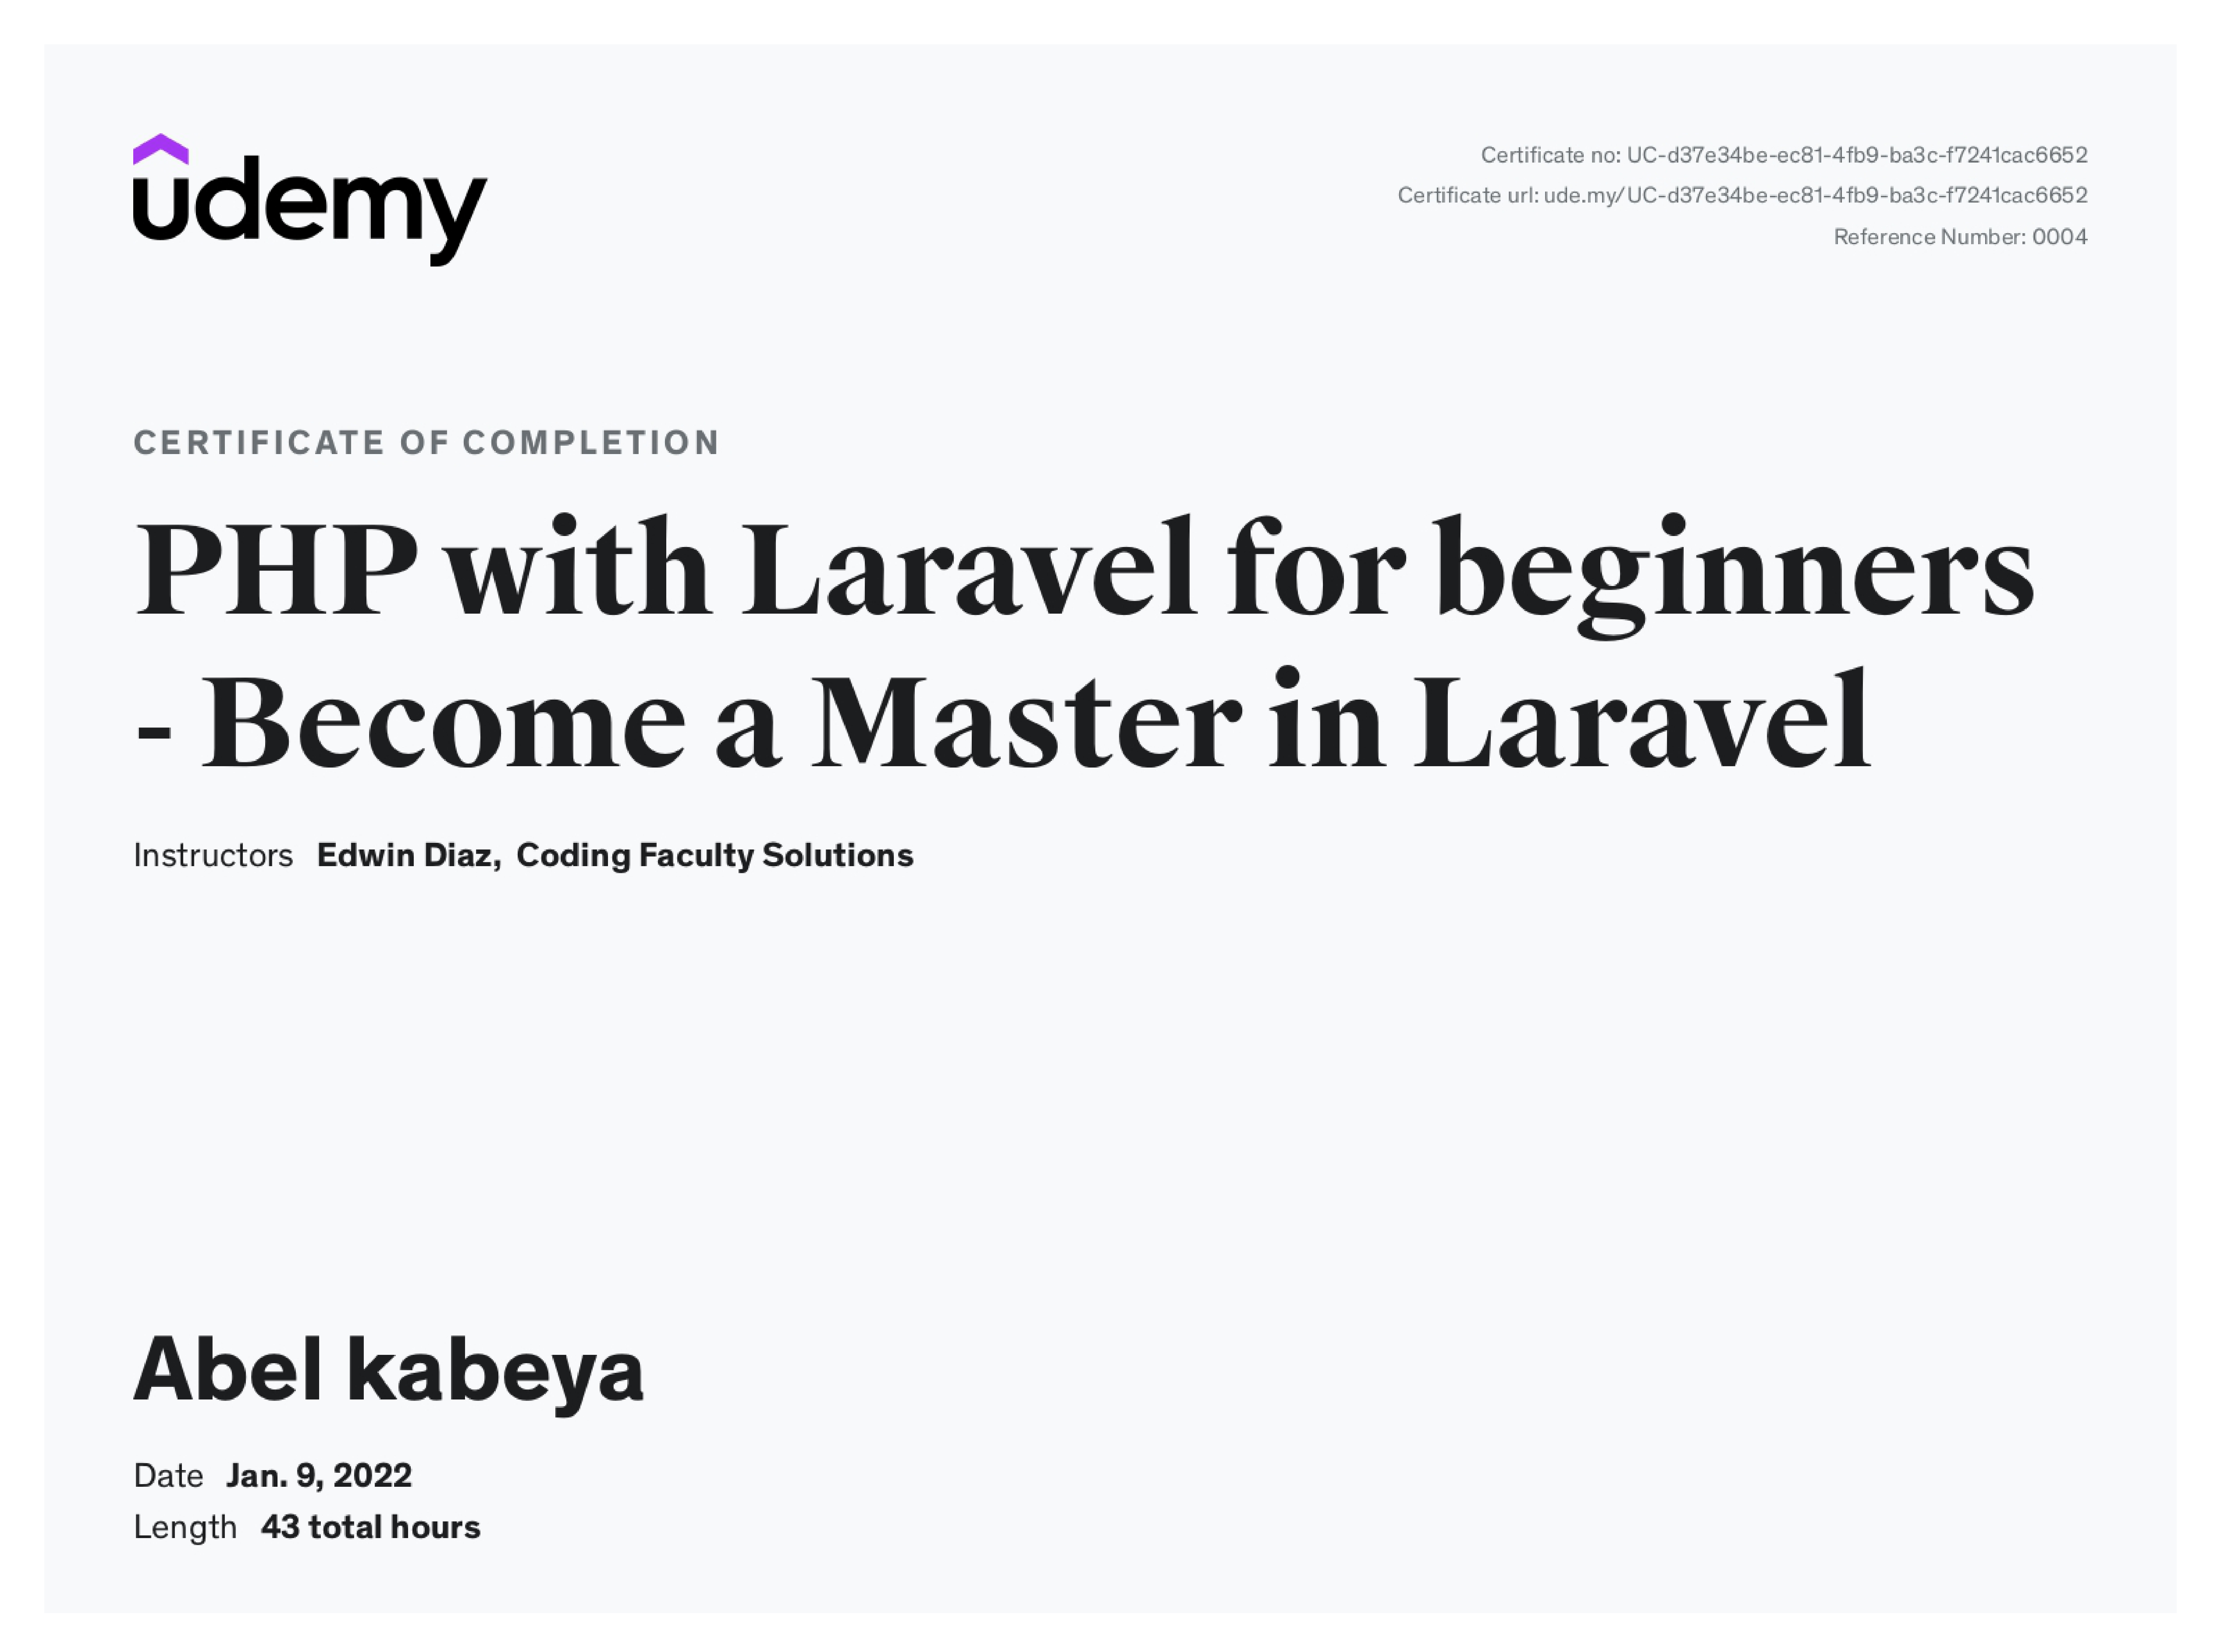 udemy
Certificate no: UC-d37e34be-ec81-4fb9-ba3c-f7241cac6652
Certificate url: ude.my/UC-d37e34be-ec81-4fb9-ba3c-f7241cac6652
Reference Number: 0004
CERTIFICATE OF COMPLETION
PHP with Laravel for beginners
- Become a Master in Laravel
Instructors Edwin Diaz, Coding Faculty Solutions
Abel kabeya
Date Jan. 9, 2022
Length 43 total hours